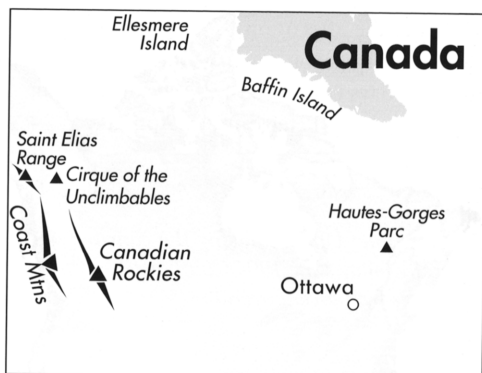 Ellesmere
Island
Canada
Baffin Island
Saint Elias
Range
Cirque of the
Unclimbables
Coast Mtns
Canadian
Rockies
Hautes-Gorges
Parc
Ottawa